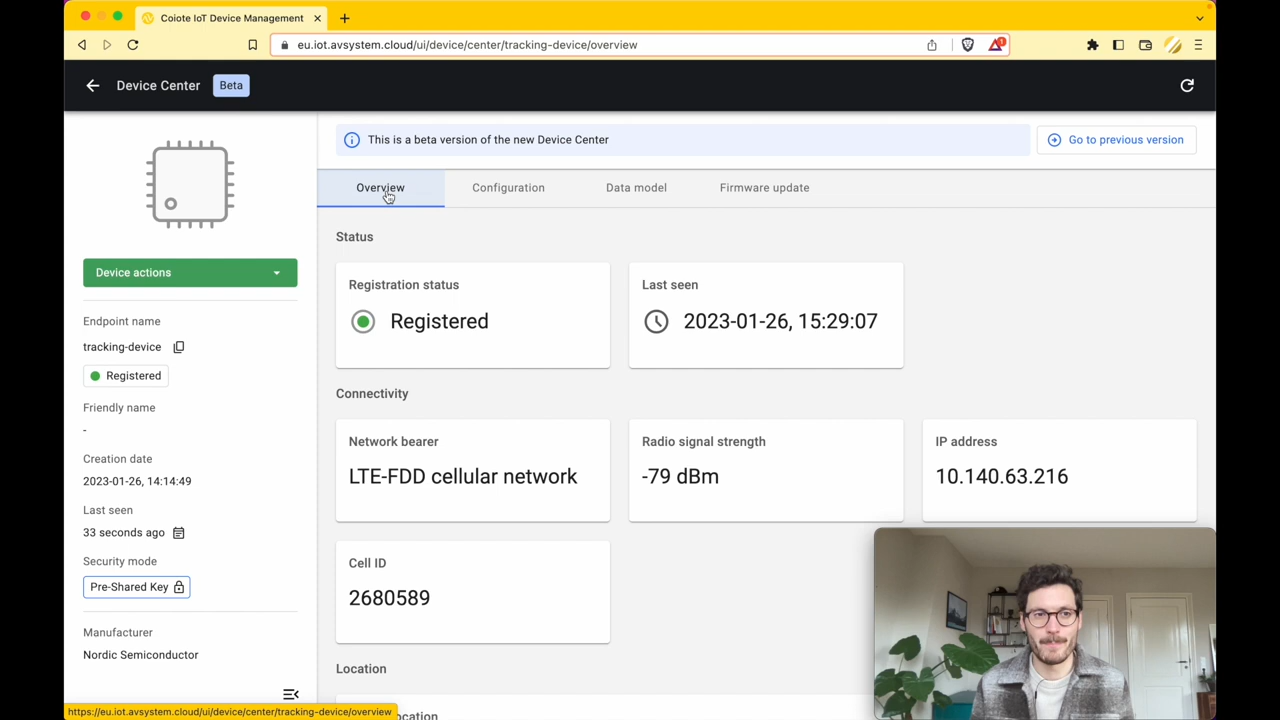 Coiote IoT Device Management
eu.iot.avsystem.cloud/ui/device/center/tracking-device/overview
1
Device Center
Beta
This is a beta version of the new Device Center
Go to previous version
Overview
Configuration
Data model
Firmware update
Device actions
Endpoint name
tracking-device
Registered
Friendly name
-
Creation date
2023-01-26, 14:14:49
Last seen
33 seconds ago
Security mode
Pre-Shared Key
Manufacturer
Nordic Semiconductor
Status
Registration status
Registered
Last seen
2023-01-26, 15:29:07
Connectivity
Network bearer
LTE-FDD cellular network
Radio signal strength
-79 dBm
IP address
10.140.63.216
Cell ID
2680589
Location
ocation
https://eu.iot.avsystem.cloud/ui/device/center/tracking-device/overview